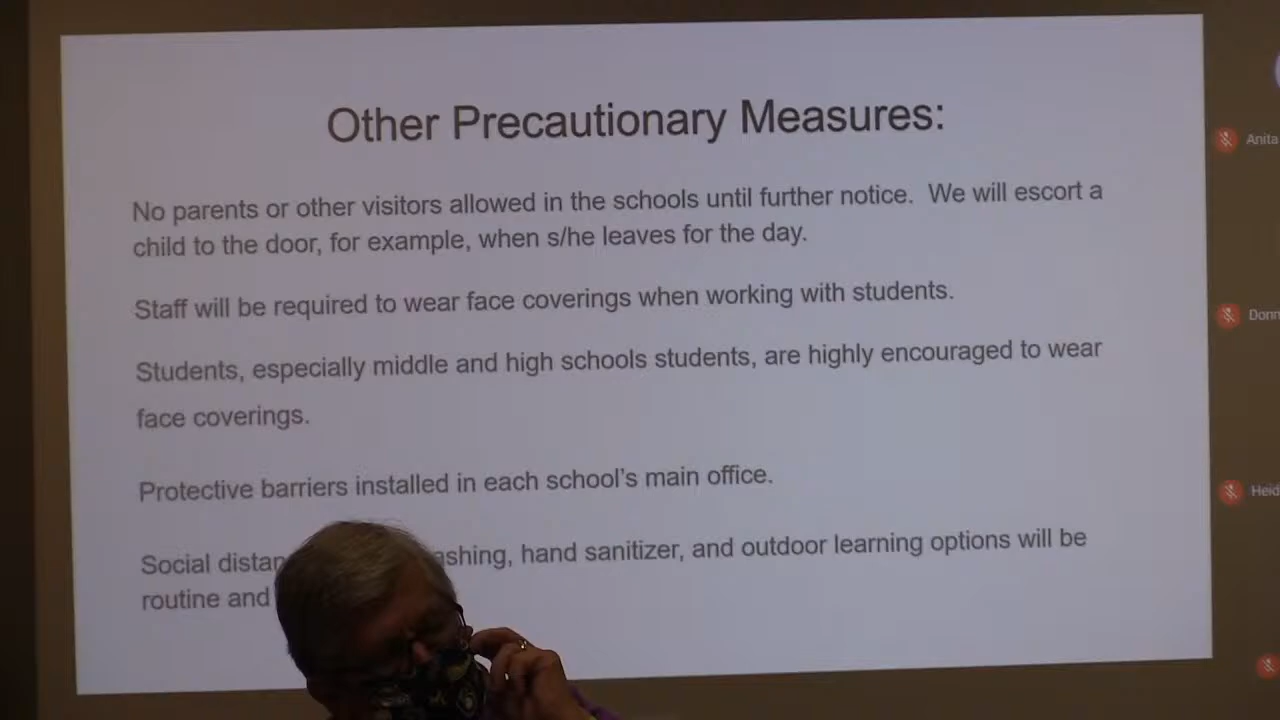 Other Precautionary Measures:
No parents or other visitors allowed in the schools until further notice. We will escort a
child to the door, for example, when s/he leaves for the day.
Staff will be required to wear face coverings when working with students.
Students, especially middle and high schools students, are highly encouraged to wear
face coverings.
Protective barriers installed in each school's main office.
Social hand sanitizer, and outdoor learning options will be
routine and
Anita